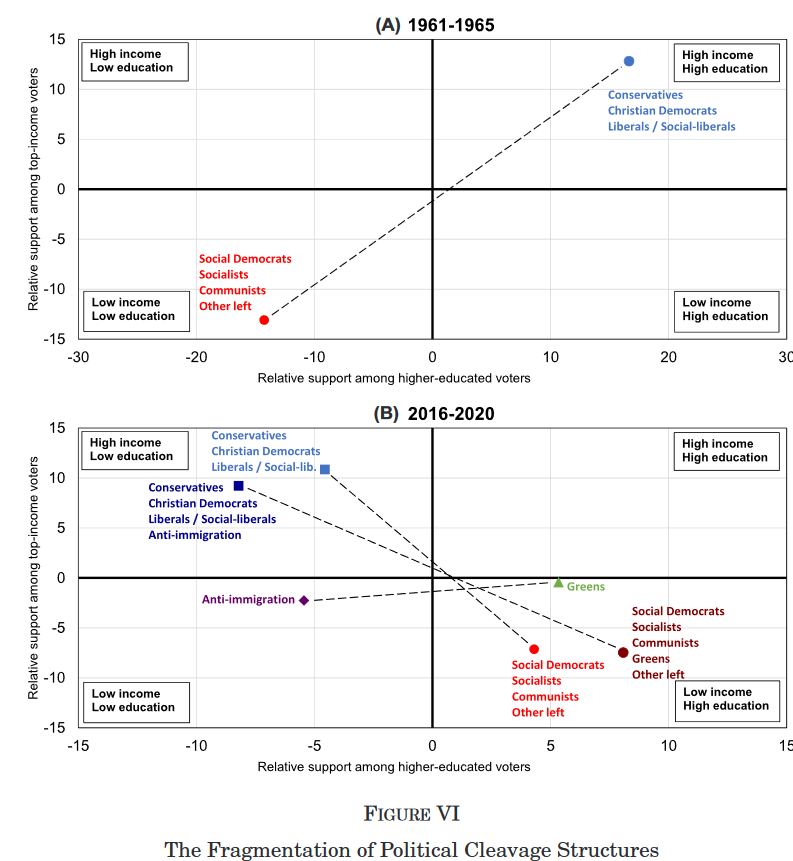 (A) 1961-1965
15
10
5
0
-5
-10
-15
Relative support among top-income voters
High income
Low education
High income
High education
Conservatives
Christian Democrats
Liberals / Social-liberals
Social Democrats
Socialists
Communists
Other left
Low income
Low education
Low income
High education
-30 -20 -10 0 10 20 30
Relative support among higher-educated voters
(B) 2016-2020
15
10
5
0
-5
-10
-15
Relative support among top-income voters
High income
Low education
Conservatives
Christian Democrats
Liberals / Social-lib.
High income
High education
Conservatives
Christian Democrats
Liberals / Social-liberals
Anti-immigration
Anti-immigration
Greens
Social Democrats
Socialists
Communists
Greens
Other left
Social Democrats
Socialists
Communists
Other left
Low income
Low education
Low income
High education
-15 -10 -5 0 5 10 15
Relative support among higher-educated voters
FIGURE VI
The Fragmentation of Political Cleavage Structures